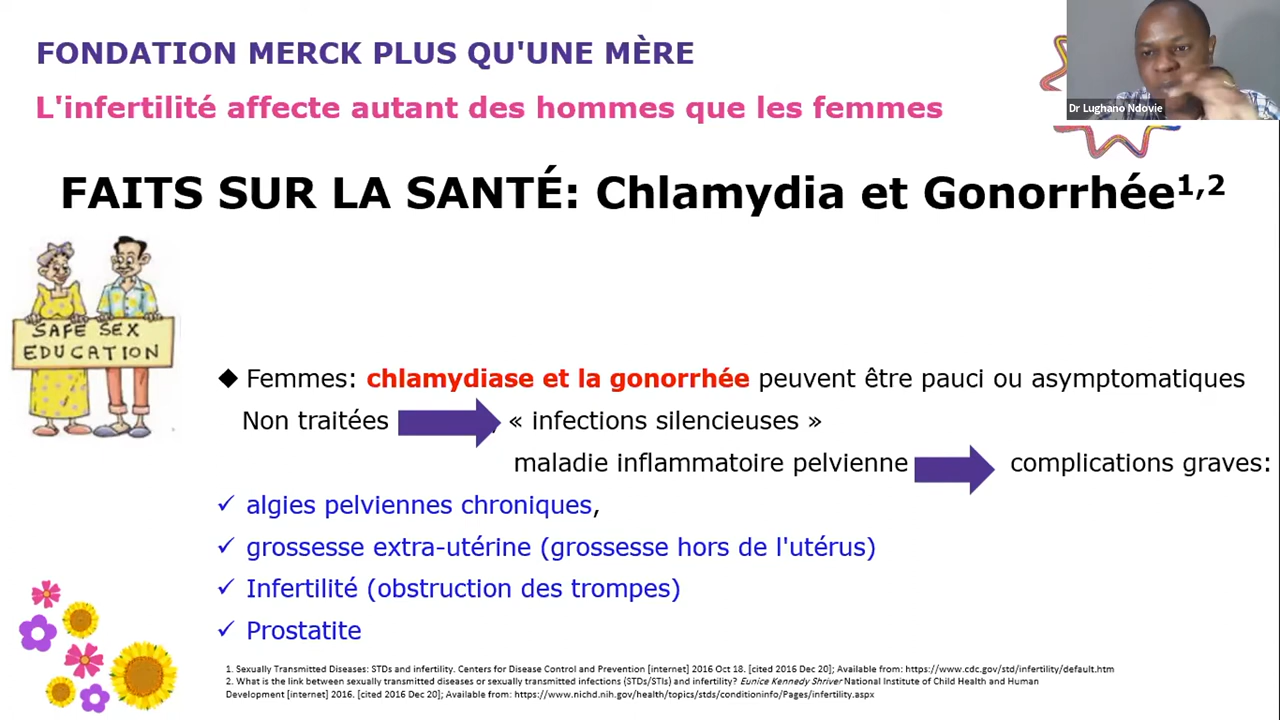 FONDATION MERCK PLUS QU'UNE MÈRE
L'infertilité affecte autant des hommes que les femmes
Dr Lughano Ndovie
FAITS SUR LA SANTÉ: Chlamydia et Gonorrhée1,2
SAFE SEX
EDUCATION
◆ Femmes: chlamydiase et la gonorrhée peuvent être pauci ou asymptomatiques
Non traitées « infections silencieuses »
maladie inflammatoire pelvienne complications graves:
✓ algies pelviennes chroniques,
✓ grossesse extra-utérine (grossesse hors de l'utérus)
✓ Infertilité (obstruction des trompes)
✓ Prostatite
1. Sexually Transmitted Diseases: STDs and infertility. Centers for Disease Control and Prevention [internet] 2016 Oct 18. [cited 2016 Dec 20]; Available from: https://www.cdc.gov/std/infertility/default.htm
2. What is the link between sexually transmitted diseases or sexually transmitted infections (STDs/STIs) and infertility? Eunice Kennedy Shriver National Institute of Child Health and Human
Development [internet] 2016. [cited 2016 Dec 20]; Available from: https://www.nichd.nih.gov/health/topics/stds/conditioninfo/Pages/infertility.aspx